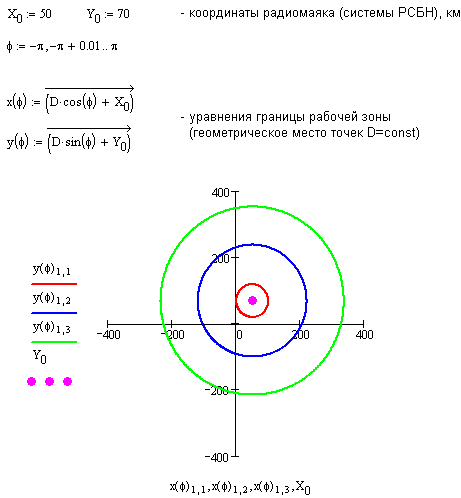 X₀ := 50 Y₀ := 70 - координаты радиомаяка (системы РСБН), км
ϕ := −π, −π + 0.01 .. π
x(ϕ) := (D·cos(ϕ) + X₀)
y(ϕ) := (D·sin(ϕ) + Y₀)
- уравнения границы рабочей зоны
(геометрическое место точек D=const)
400
200
−400 −200 0 200 400
−200
−400
y(ϕ)₁,₁
y(ϕ)₁,₂
y(ϕ)₁,₃
Y₀
x(ϕ)₁,₁, x(ϕ)₁,₂, x(ϕ)₁,₃, X₀